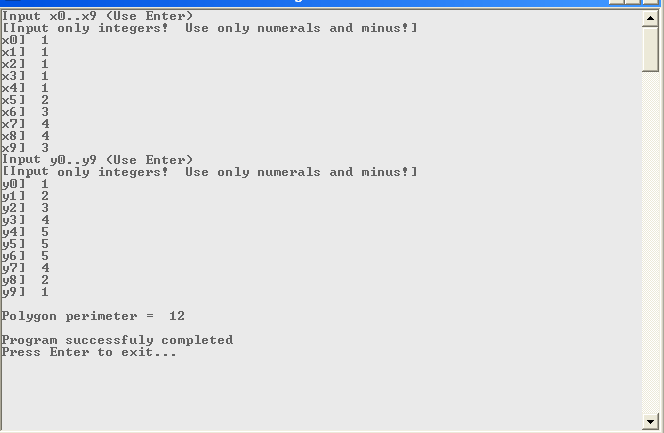 Input x0..x9 (Use Enter)
[Input only integers!  Use only numerals and minus!]
x0]  1
x1]  1
x2]  1
x3]  1
x4]  1
x5]  2
x6]  3
x7]  4
x8]  4
x9]  3
Input y0..y9 (Use Enter)
[Input only integers!  Use only numerals and minus!]
y0]  1
y1]  2
y2]  3
y3]  4
y4]  5
y5]  5
y6]  5
y7]  4
y8]  2
y9]  1
Polygon perimeter =  12
Program successfuly completed
Press Enter to exit...